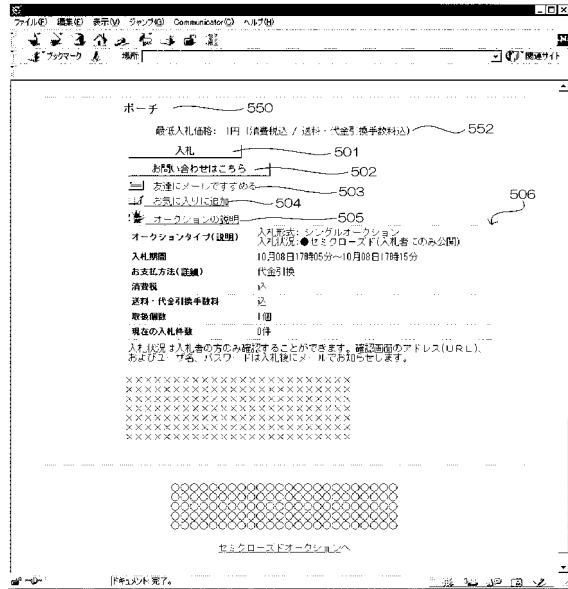 ファイル(F) 編集(E) 表示(V) ジャンプ(G) Communicator(C) ヘルプ(H)
ブックマーク 場所 関連サイト
ポーチ 550
最低入札価格: 1円 (消費税込 / 送料・代金引換手数料込) 552
入札 501
お問い合わせはこちら 502
友達にメールですすめる 503
お気に入りに追加 504
オークションの説明 505
506
オークションタイプ(説明) 入札形式: シングルオークション
入札状況:●セミクローズド(入札者にのみ公開)
入札期間 10月08日17時05分~10月08日17時15分
お支払方法(詳細) 代金引換
消費税 込
送料・代金引換手数料 込
取扱個数 1個
現在の入札件数 0件
入札状況は入札者の方のみ確認することができます。確認画面のアドレス(URL)、
およびユーザ名、パスワードは入札後にメールでお知らせします。
××××××××××××××××××××××××××××
××××××××××××××××××××××××××××
××××××××××××××××××××××××××××
××××××××××××××××××××××××××××
××××××××××××××××××××××××××××
××××××××××××××××××××××××××××
○○○○○○○○○○○○○○○○○○○○○○
○○○○○○○○○○○○○○○○○○○○○○
○○○○○○○○○○○○○○○○○○○○○○
○○○○○○○○○○○○○○○○○○○○○○
○○○○○○○○○○○○○○○○○○○○○○
セミクローズドオークションへ
ドキュメント:完了。